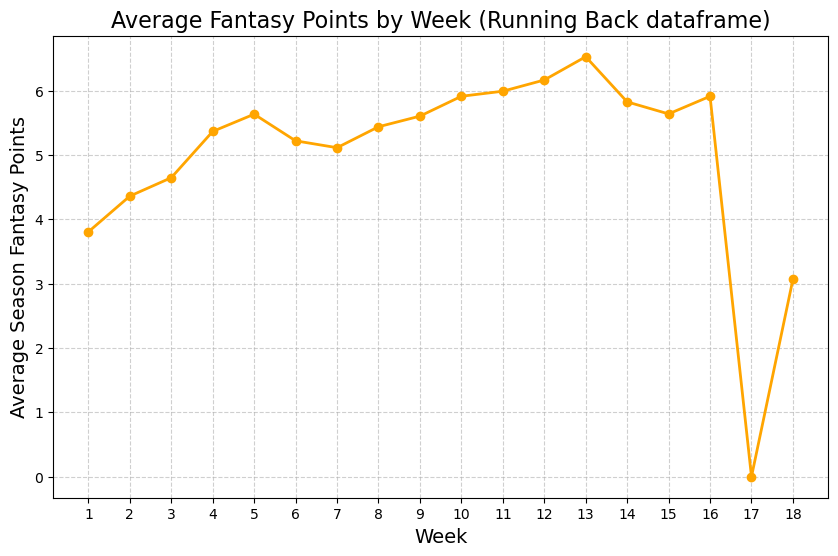 Average Fantasy Points by Week (Running Back dataframe)
Average Season Fantasy Points
6
5
4
3
2
1
0
1 2 3 4 5 6 7 8 9 10 11 12 13 14 15 16 17 18
Week